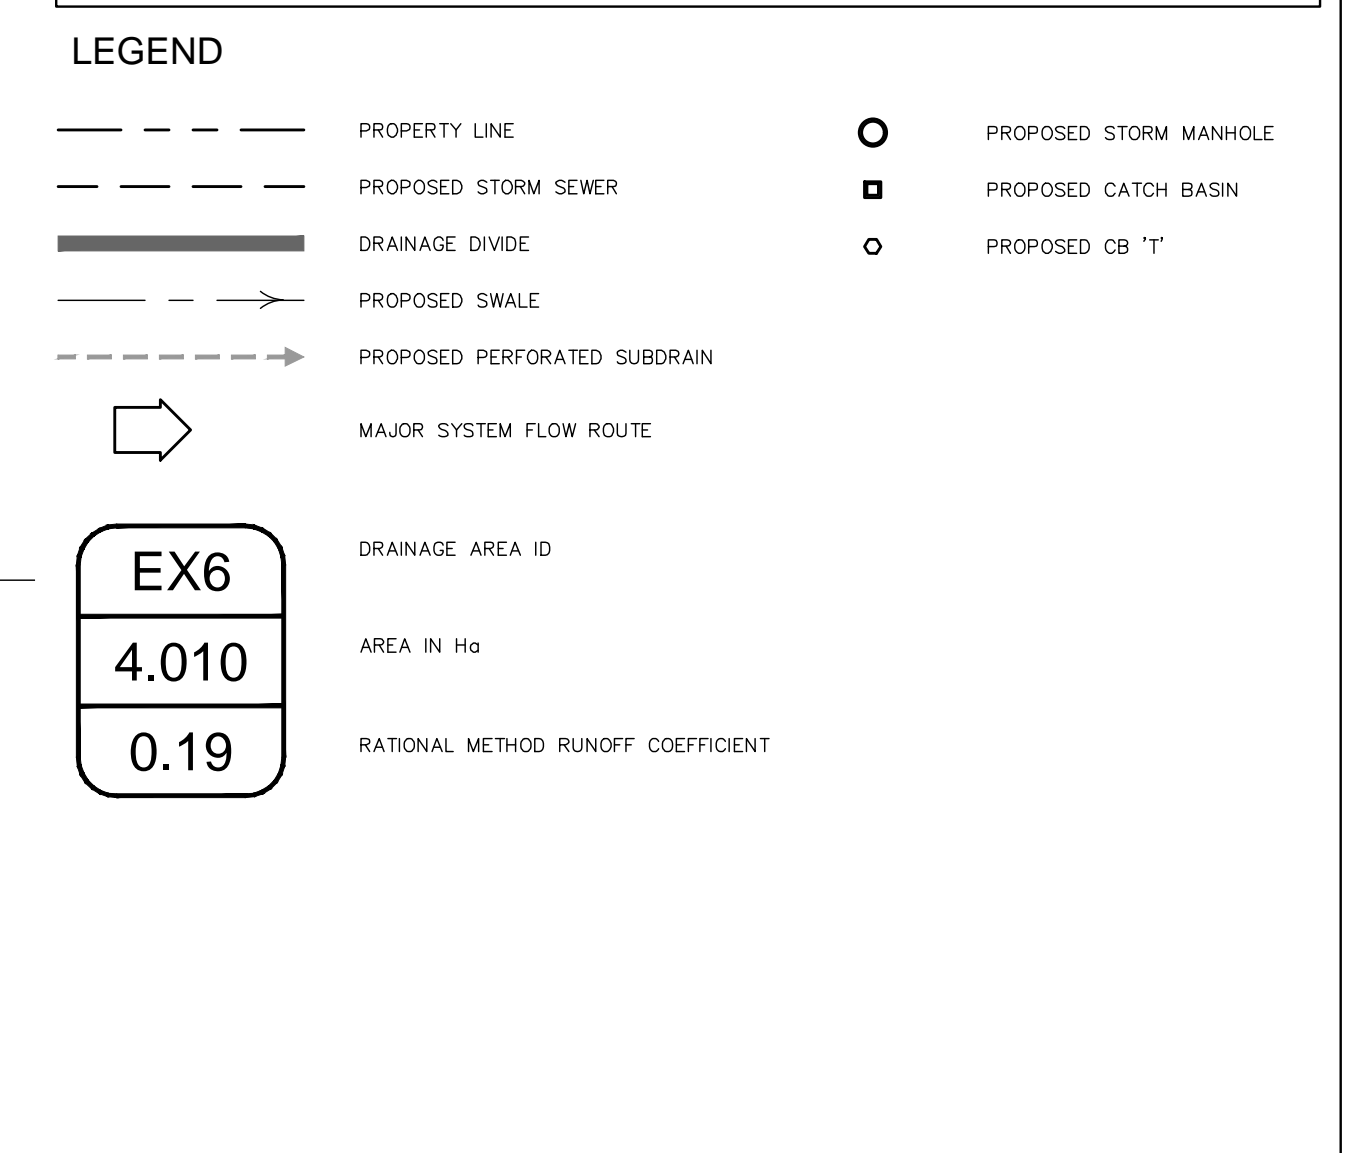 LEGEND
PROPERTY LINE
PROPOSED STORM SEWER
DRAINAGE DIVIDE
PROPOSED SWALE
PROPOSED PERFORATED SUBDRAIN
MAJOR SYSTEM FLOW ROUTE
PROPOSED STORM MANHOLE
PROPOSED CATCH BASIN
PROPOSED CB 'T'
EX6
DRAINAGE AREA ID
4.010
AREA IN Ha
0.19
RATIONAL METHOD RUNOFF COEFFICIENT